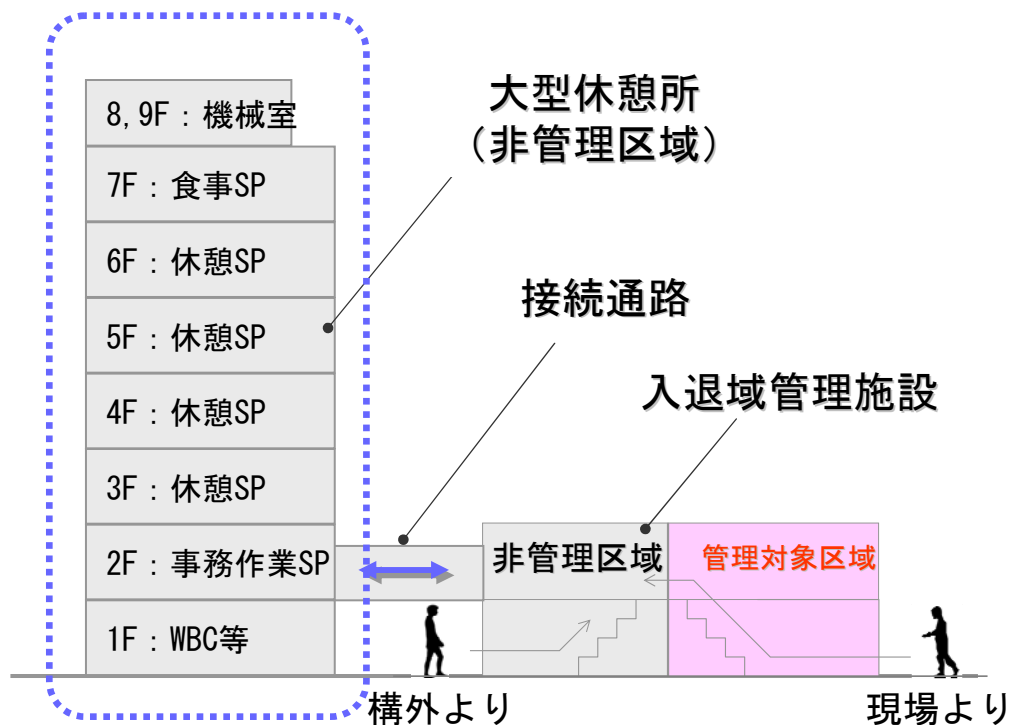 大型休憩所
（非管理区域）
8,9F：機械室
7F：食事SP
6F：休憩SP
接続通路
5F：休憩SP
入退域管理施設
4F：休憩SP
3F：休憩SP
2F：事務作業SP
非管理区域
管理対象区域
1F：WBC等
構外より
現場より